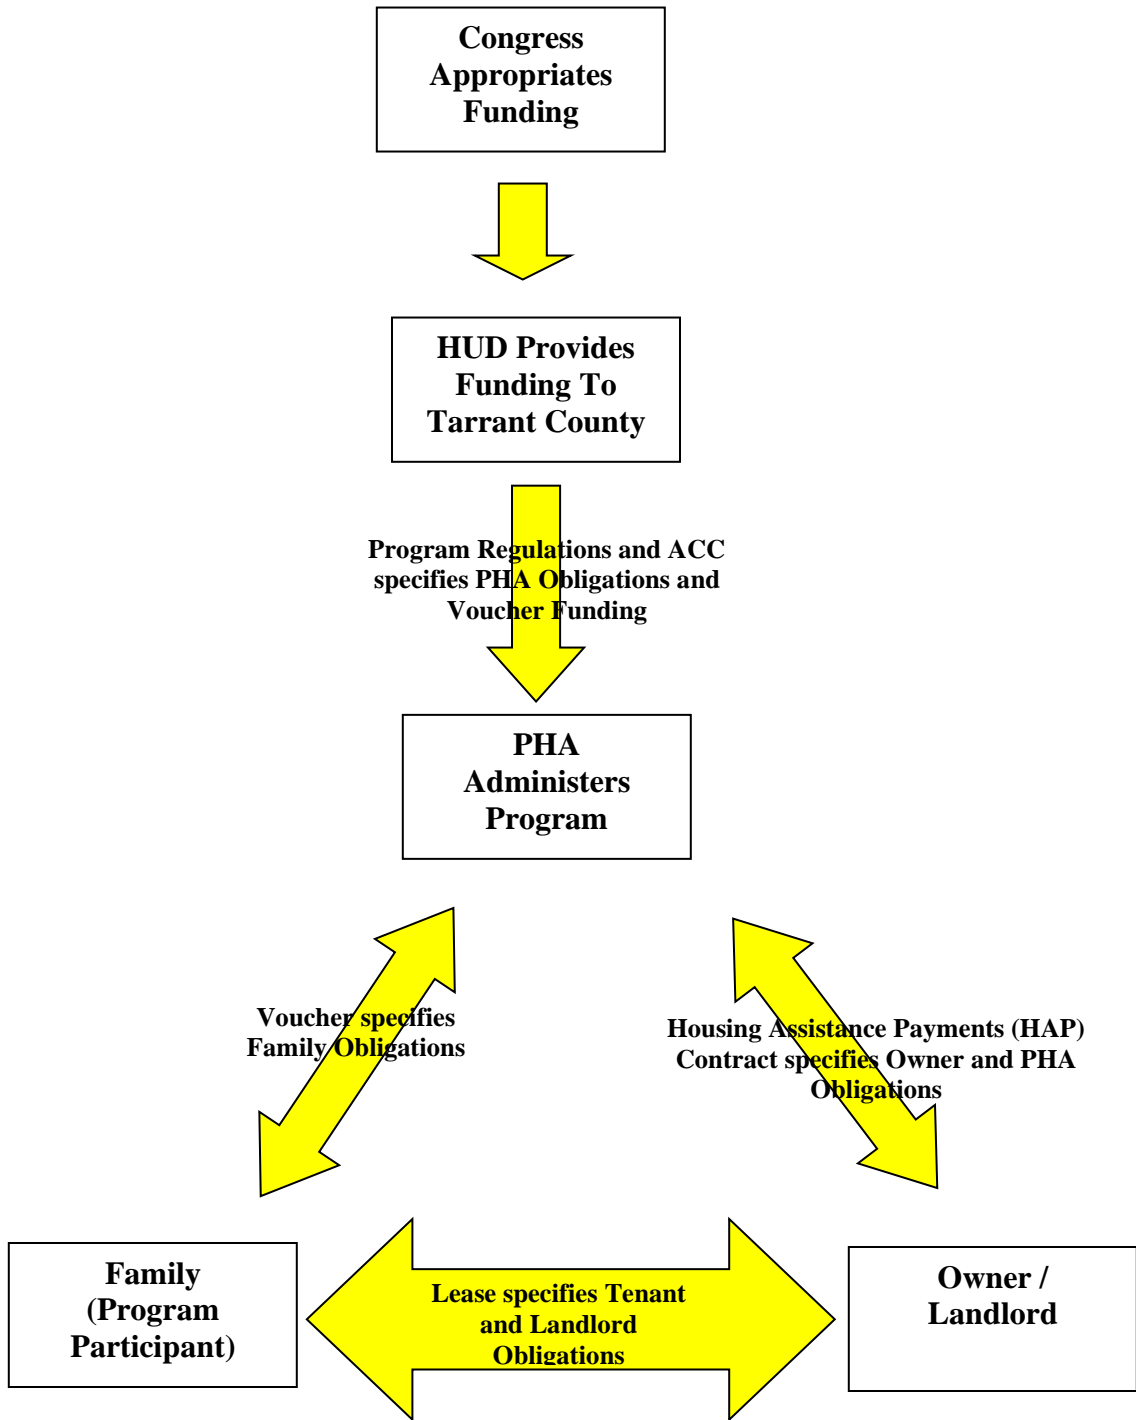 Congress
Appropriates
Funding
HUD Provides
Funding To
Tarrant County
Program Regulations and ACC
specifies PHA Obligations and
Voucher Funding
PHA
Administers
Program
Voucher specifies
Family Obligations
Housing Assistance Payments (HAP)
Contract specifies Owner and PHA
Obligations
Family
(Program
Participant)
Lease specifies Tenant
and Landlord
Obligations
Owner /
Landlord